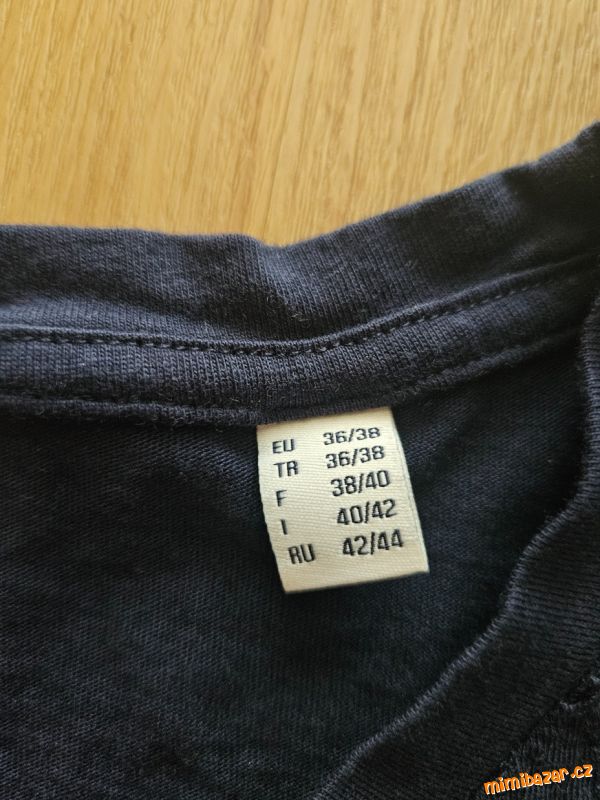 EU 36/38
TR 36/38
F 38/40
I 40/42
RU 42/44
mimibazar.cz